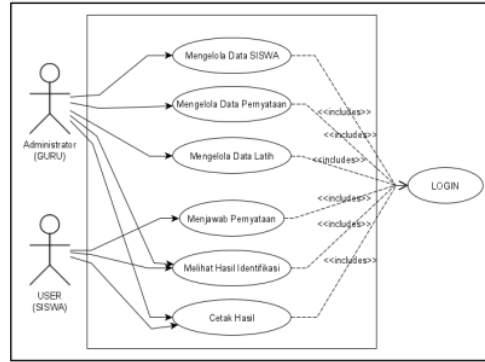 Mengelola Data SISWA
Mengelola Data Pernyataan
<<includes>>
Administrator
(GURU)
<<includes>>
Mengelola Data Latih
<<includes>>
LOGIN
<<includes>>
Menjawab Pernyataan
<<includes>>
Melihat Hasil Identifikasi
<<includes>>
USER
(SISWA)
Cetak Hasil